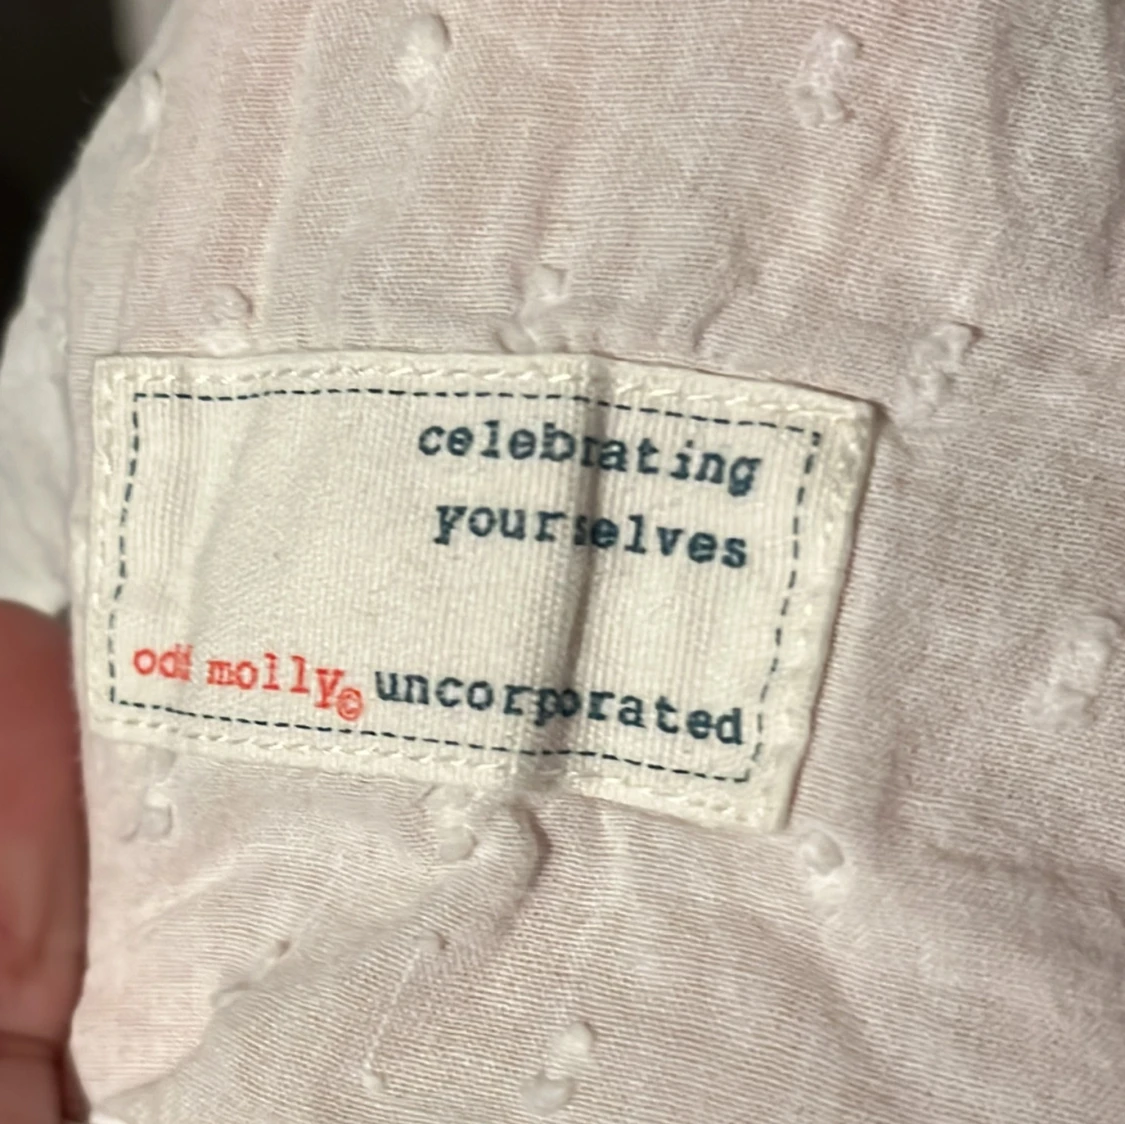 celebrating
yourselves
odd molly© uncorporated